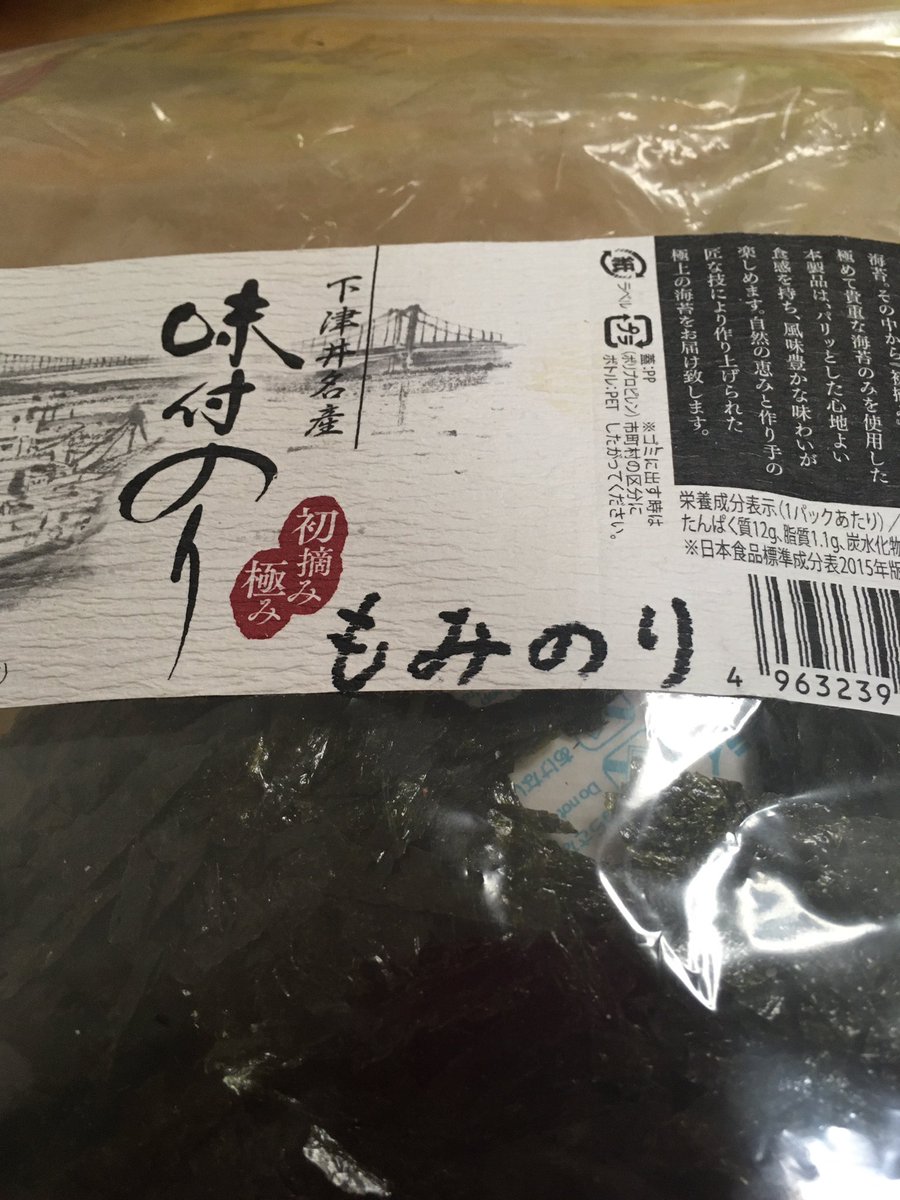 下津井名産
味付のり
初摘み
極み
もみのり
紙
ラベル
プラ
蓋:PP
(ポリプロピレン)
ボトル:PET
※ゴミに出す時は
市町村の区分に
したがってください。
極めて貴重な海苔のみを使用した
本製品は、パリッとした心地よい
食感を持ち、風味豊かな味わいが
楽しめます。自然の恵みと作り手の
匠な技により作り上げられた
極上の海苔をお届け致します。
栄養成分表示(1パックあたり)/
たんぱく質12g、脂質1.1g、炭水化物
※日本食品標準成分表2015年版
4 963239
Do not